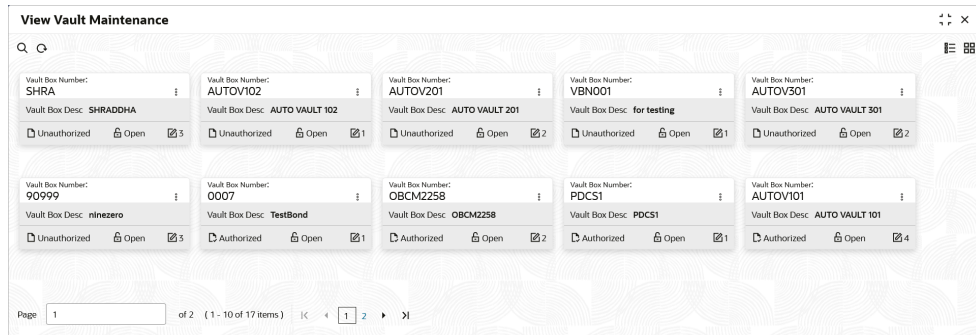 View Vault Maintenance
Vault Box Number:
SHRA
Vault Box Desc SHRADDHA
Unauthorized Open 3
Vault Box Number:
AUTOV102
Vault Box Desc AUTO VAULT 102
Unauthorized Open 1
Vault Box Number:
AUTOV201
Vault Box Desc AUTO VAULT 201
Unauthorized Open 2
Vault Box Number:
VBN001
Vault Box Desc for testing
Unauthorized Open 1
Vault Box Number:
AUTOV301
Vault Box Desc AUTO VAULT 301
Unauthorized Open 2
Vault Box Number:
90999
Vault Box Desc ninezero
Unauthorized Open 3
Vault Box Number:
0007
Vault Box Desc TestBond
Authorized Open 1
Vault Box Number:
OBCM2258
Vault Box Desc OBCM2258
Authorized Open 2
Vault Box Number:
PDCS1
Vault Box Desc PDCS1
Authorized Open 1
Vault Box Number:
AUTOV101
Vault Box Desc AUTO VAULT 101
Authorized Open 4
Page 1 of 2 ( 1 - 10 of 17 items ) 1 2